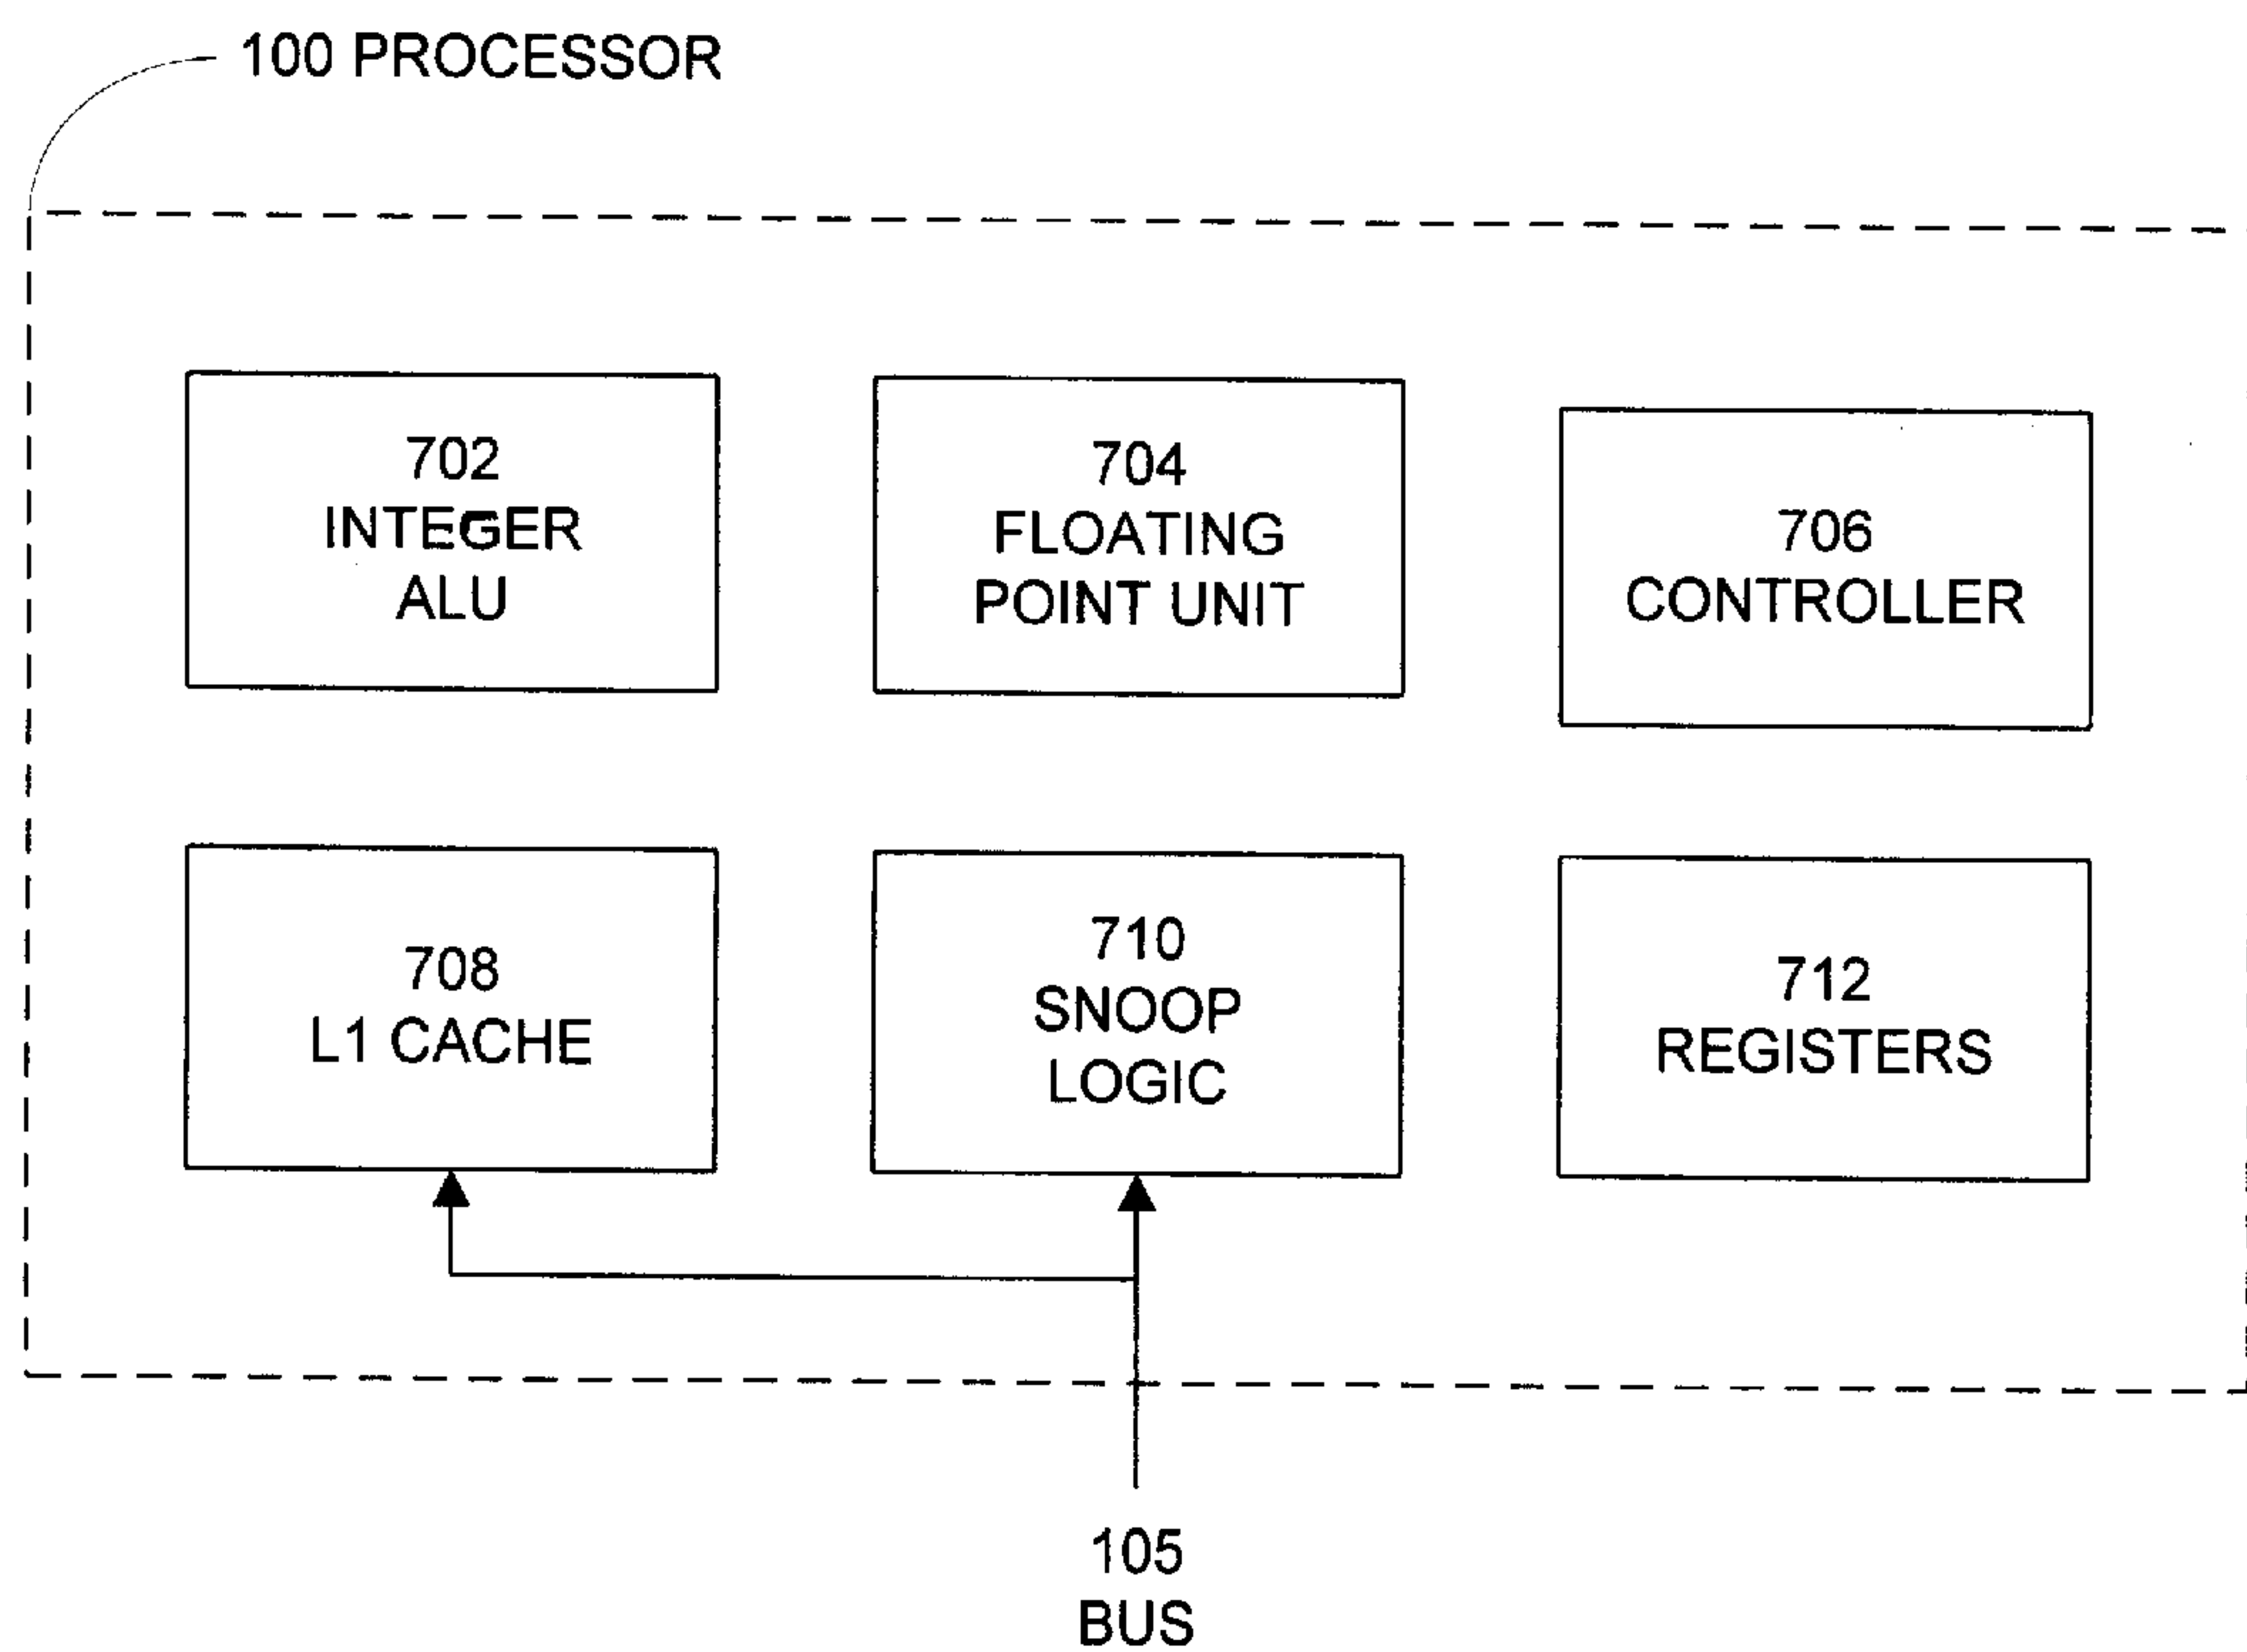 100 PROCESSOR
702
INTEGER
ALU
704
FLOATING
POINT UNIT
706
CONTROLLER
708
L1 CACHE
710
SNOOP
LOGIC
712
REGISTERS
105
BUS